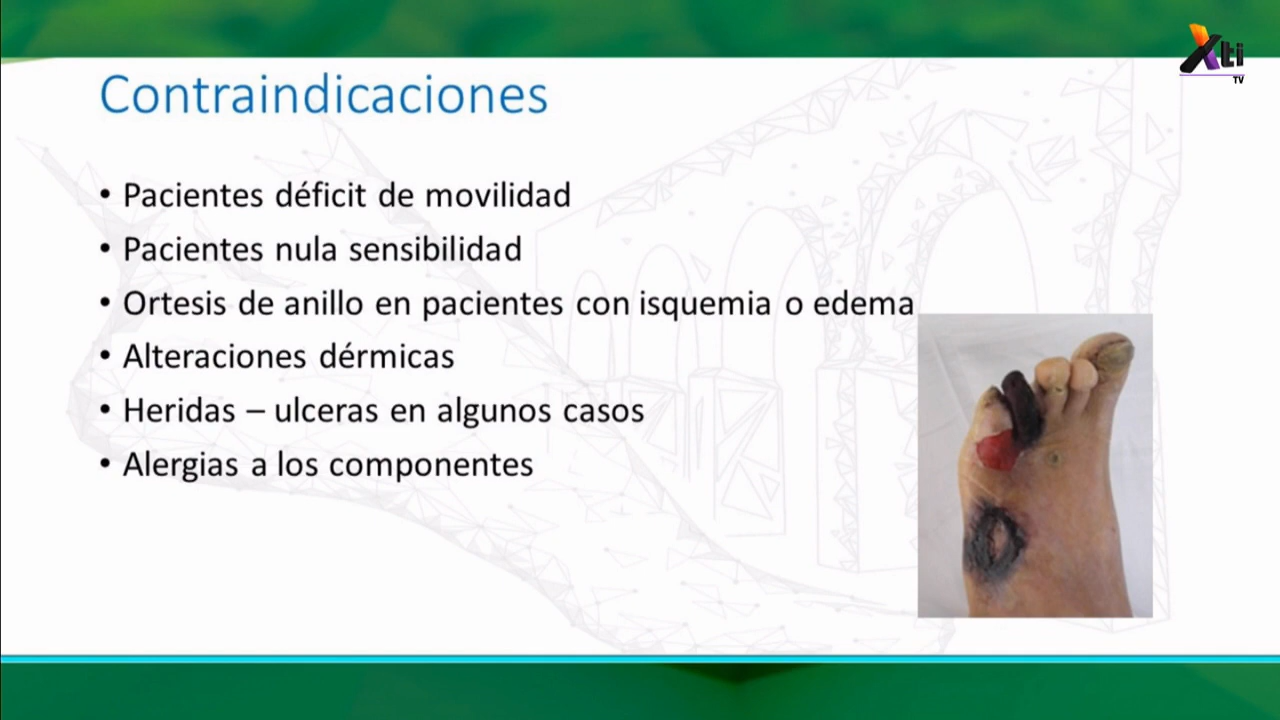 Xti
TV
Contraindicaciones
• Pacientes déficit de movilidad
• Pacientes nula sensibilidad
• Ortesis de anillo en pacientes con isquemia o edema
• Alteraciones dérmicas
• Heridas – ulceras en algunos casos
• Alergias a los componentes